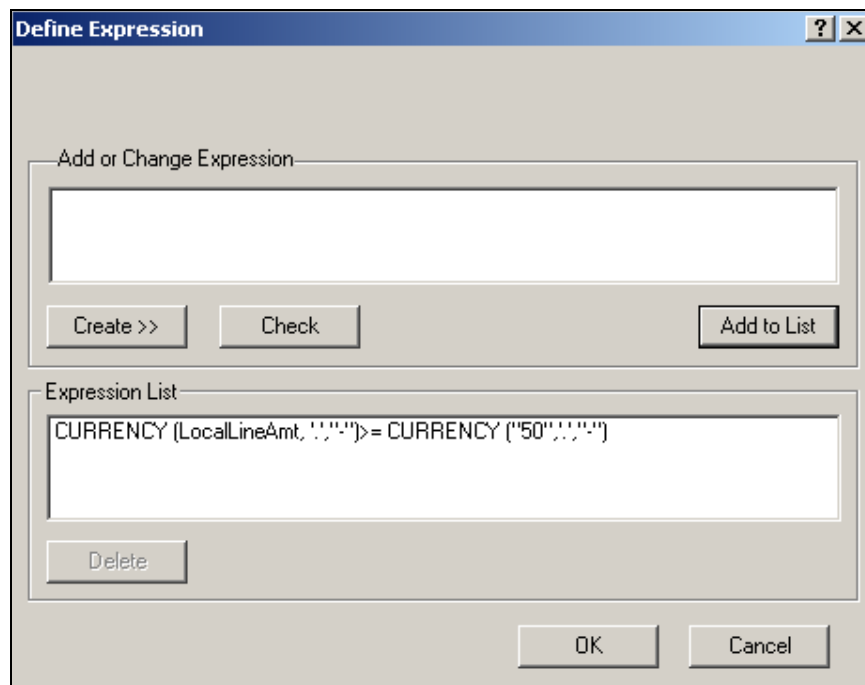 Define Expression
Add or Change Expression
Create >>
Check
Add to List
Expression List
CURRENCY (LocalLineAmt, '.',"-")>= CURRENCY ("50",'.',"-")
Delete
OK
Cancel